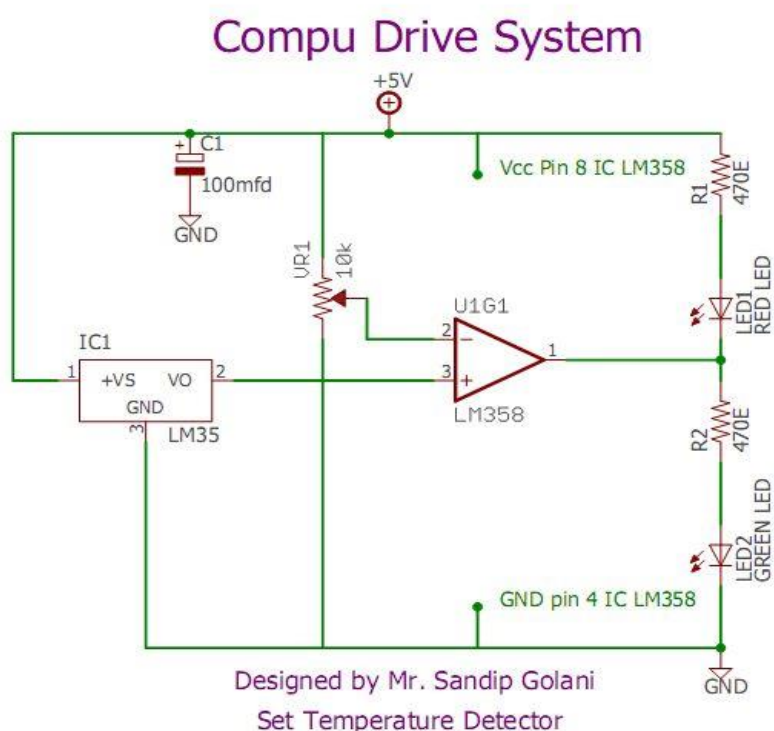 Compu Drive System
+5V
+
C1
100mfd
GND
Vcc Pin 8 IC LM358
R1
470E
VR1
10k
LED1
RED LED
U1G1
2
−
1
3
+
LM358
IC1
1
+VS
VO
2
GND
3
LM35
R2
470E
LED2
GREEN LED
GND pin 4 IC LM358
GND
Designed by Mr. Sandip Golani
Set Temperature Detector